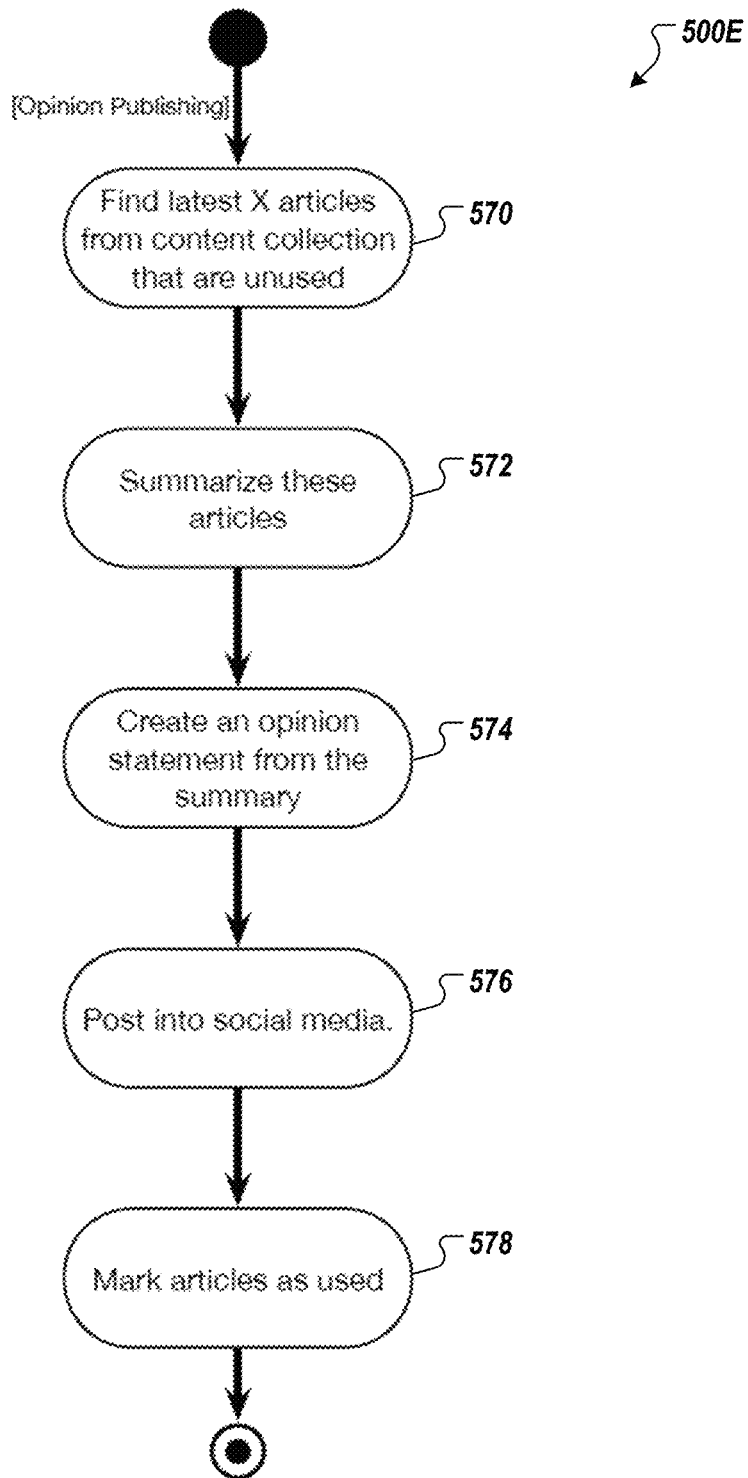 500E
[Opinion Publishing]
Find latest X articles
from content collection
that are unused
570
Summarize these
articles
572
Create an opinion
statement from the
summary
574
Post into social media.
576
Mark articles as used
578